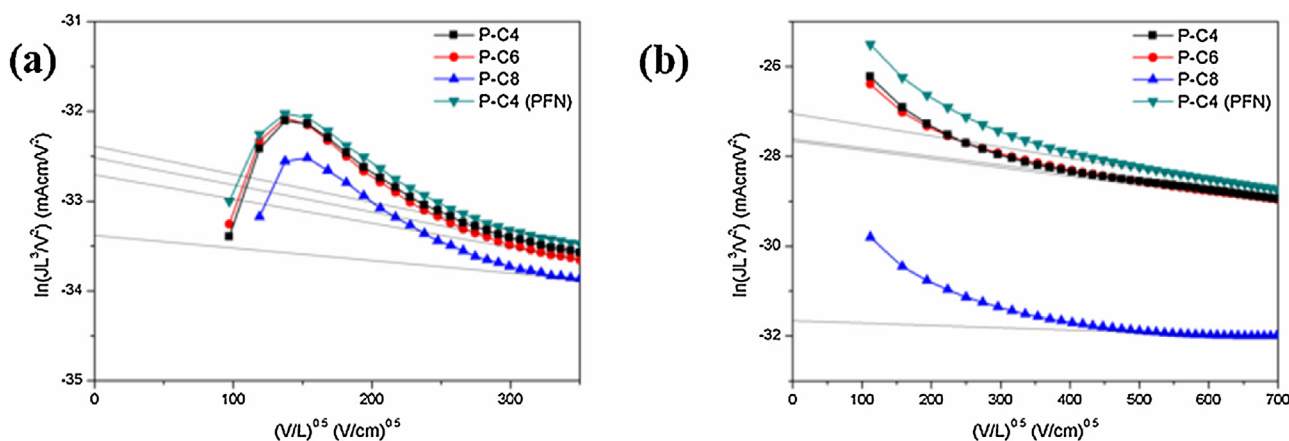 (a)
ln(JL³/V²) (mAcm/V²)
-31
-32
-33
-34
-35
P-C4
P-C6
P-C8
P-C4 (PFN)
0
100
200
300
(V/L)⁰·⁵ (V/cm)⁰·⁵
(b)
ln(JL³/V²) (mAcm/V²)
-26
-28
-30
-32
P-C4
P-C6
P-C8
P-C4 (PFN)
0
100
200
300
400
500
600
700
(V/L)⁰·⁵ (V/cm)⁰·⁵